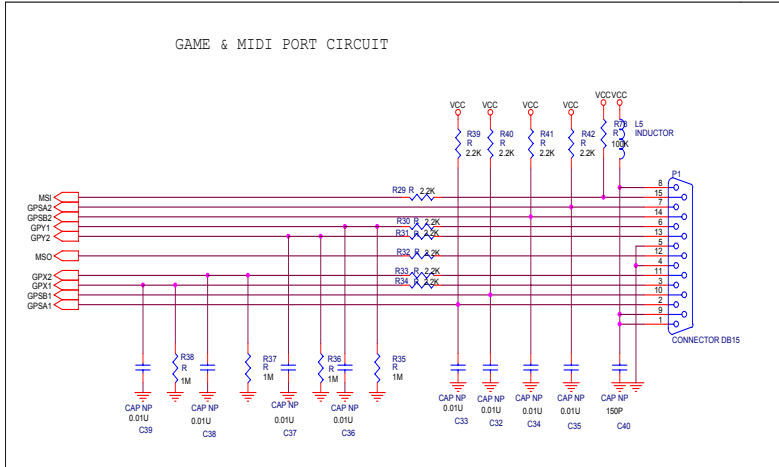 GAME & MIDI PORT CIRCUIT
VCC VCC VCC VCC VCC VCC
R39 R 2.2K
R40 R 2.2K
R41 R 2.2K
R42 R 2.2K
R78 R 100K
L5
INDUCTOR
P1
MSI
GPSA2
GPSB2
GPY1
GPY2
MSO
GPX2
GPX1
GPSB1
GPSA1
R29 R 2.2K
R30 R 2.2K
R31 R 2.2K
R32 R 2.2K
R33 R 2.2K
R34 R 2.2K
8
15
7
14
6
13
5
12
4
11
3
10
2
9
1
CONNECTOR DB15
R38 R 1M
R37 R 1M
R36 R 1M
R35 R 1M
CAP NP 0.01U C39
CAP NP 0.01U C38
CAP NP 0.01U C37
CAP NP 0.01U C36
CAP NP 0.01U C33
CAP NP 0.01U C32
CAP NP 0.01U C34
CAP NP 0.01U C35
CAP NP 150P C40